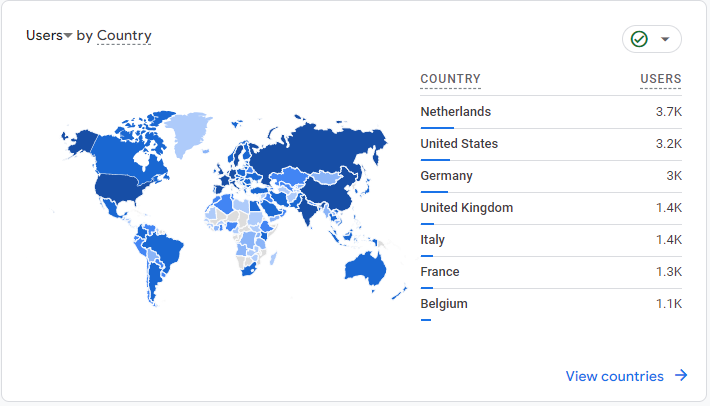 Users by Country
COUNTRY USERS
Netherlands 3.7K
United States 3.2K
Germany 3K
United Kingdom 1.4K
Italy 1.4K
France 1.3K
Belgium 1.1K
View countries